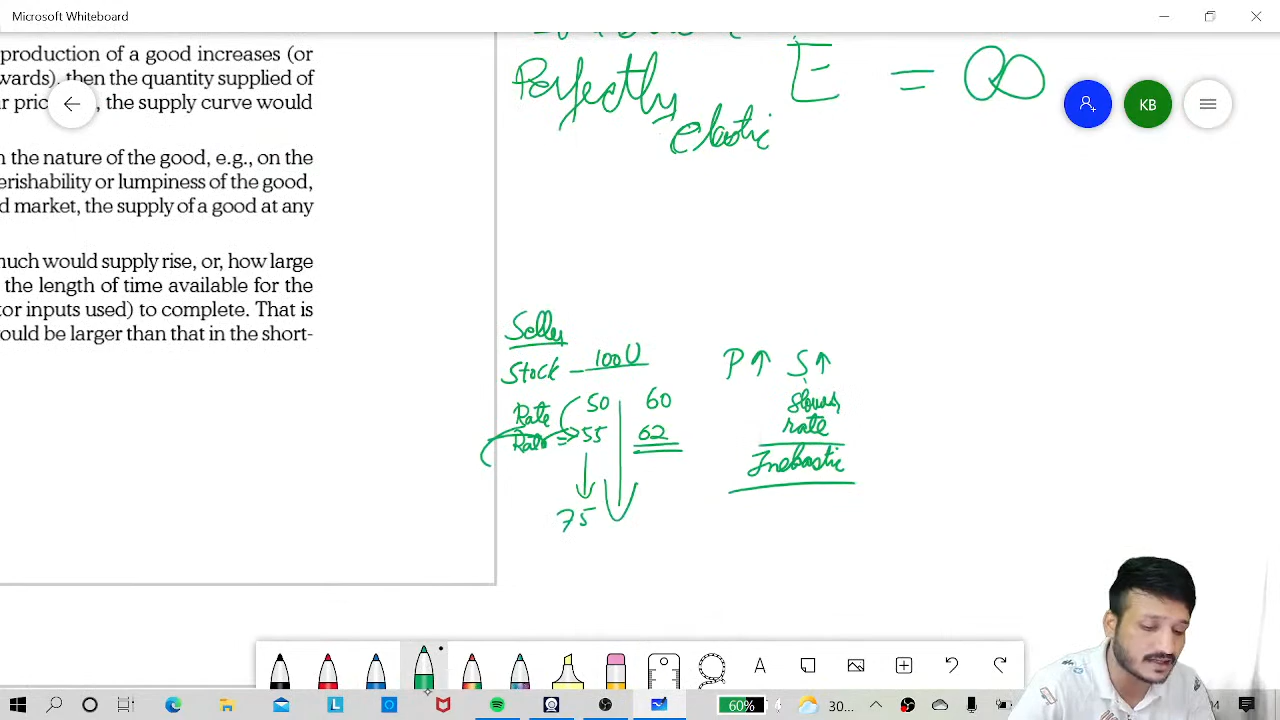 Microsoft Whiteboard
production of a good increases (or
wards), then the quantity supplied of
r pric , the supply curve would
n the nature of the good, e.g., on the
erishability or lumpiness of the good,
d market, the supply of a good at any
much would supply rise, or, how large
the length of time available for the
tor inputs used) to complete. That is
ould be larger than that in the short-
Perfectly
elastic
E = ∞
KB
Seller
Stock - 100 U
Rate 50 60
Rate = 55 62
75
P↑ S↑
slower
rate
Inelastic
A
60%
30...